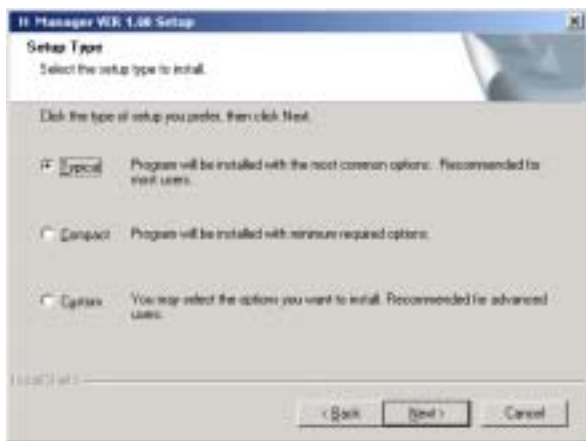 H: Manager VER 1.00 Setup
Setup Type
Select the setup type to install.
Click the type of setup you prefer, then click Next.
Typical Program will be installed with the most common options. Recommended for
most users.
Compact Program will be installed with minimum required options.
Custom You may select the options you want to install. Recommended for advanced
users.
InstallShield
< Back Next > Cancel